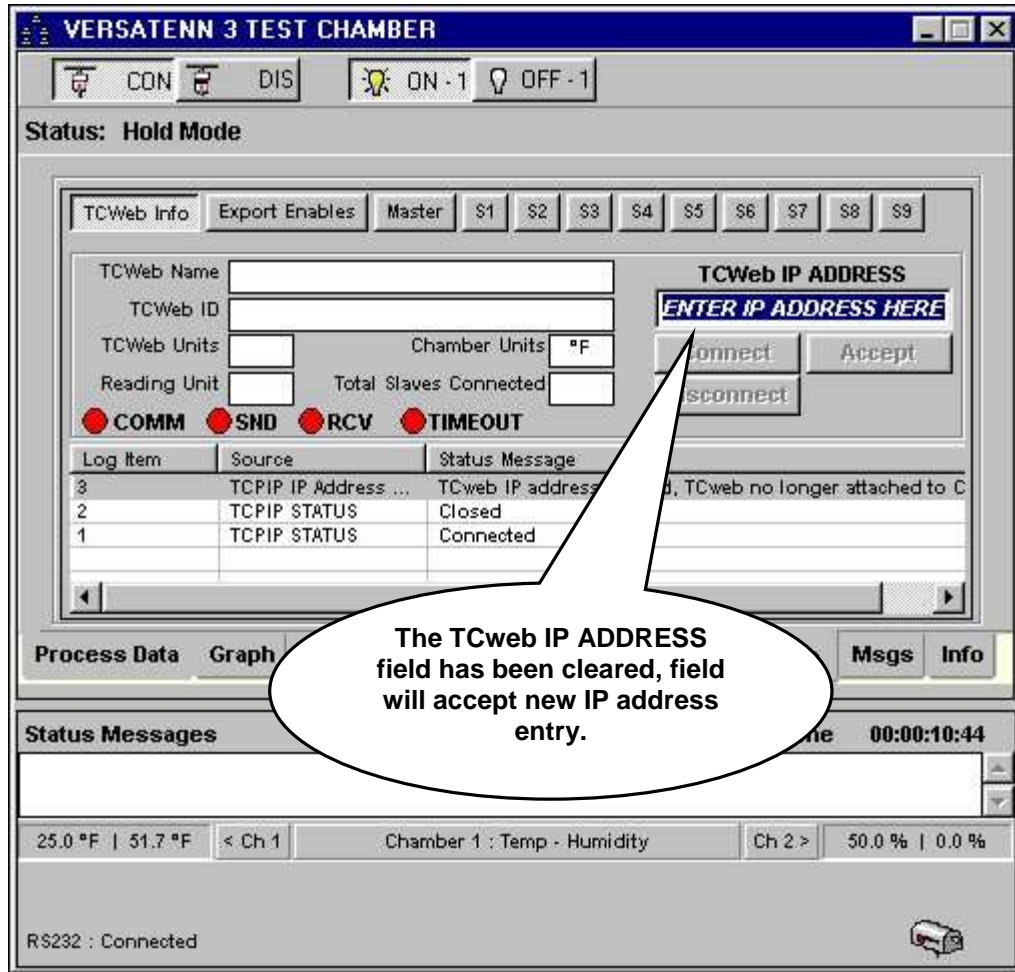 VERSATENN 3 TEST CHAMBER
CON DIS ON - 1 OFF - 1
Status: Hold Mode
TCWeb Info Export Enables Master S1 S2 S3 S4 S5 S6 S7 S8 S9
TCWeb Name
TCWeb ID
TCWeb Units Chamber Units °F
Reading Unit Total Slaves Connected
COMM SND RCV TIMEOUT
TCWeb IP ADDRESS
ENTER IP ADDRESS HERE
Connect Accept
Disconnect
Log Item Source Status Message
3 TCPIP IP Address ... TCweb IP address d, TCweb no longer attached to C
2 TCPIP STATUS Closed
1 TCPIP STATUS Connected
The TCweb IP ADDRESS
field has been cleared, field
will accept new IP address
entry.
Process Data Graph Msgs Info
Status Messages 00:00:10:44
25.0 °F | 51.7 °F < Ch 1 Chamber 1 : Temp - Humidity Ch 2 > 50.0 % | 0.0 %
RS232 : Connected